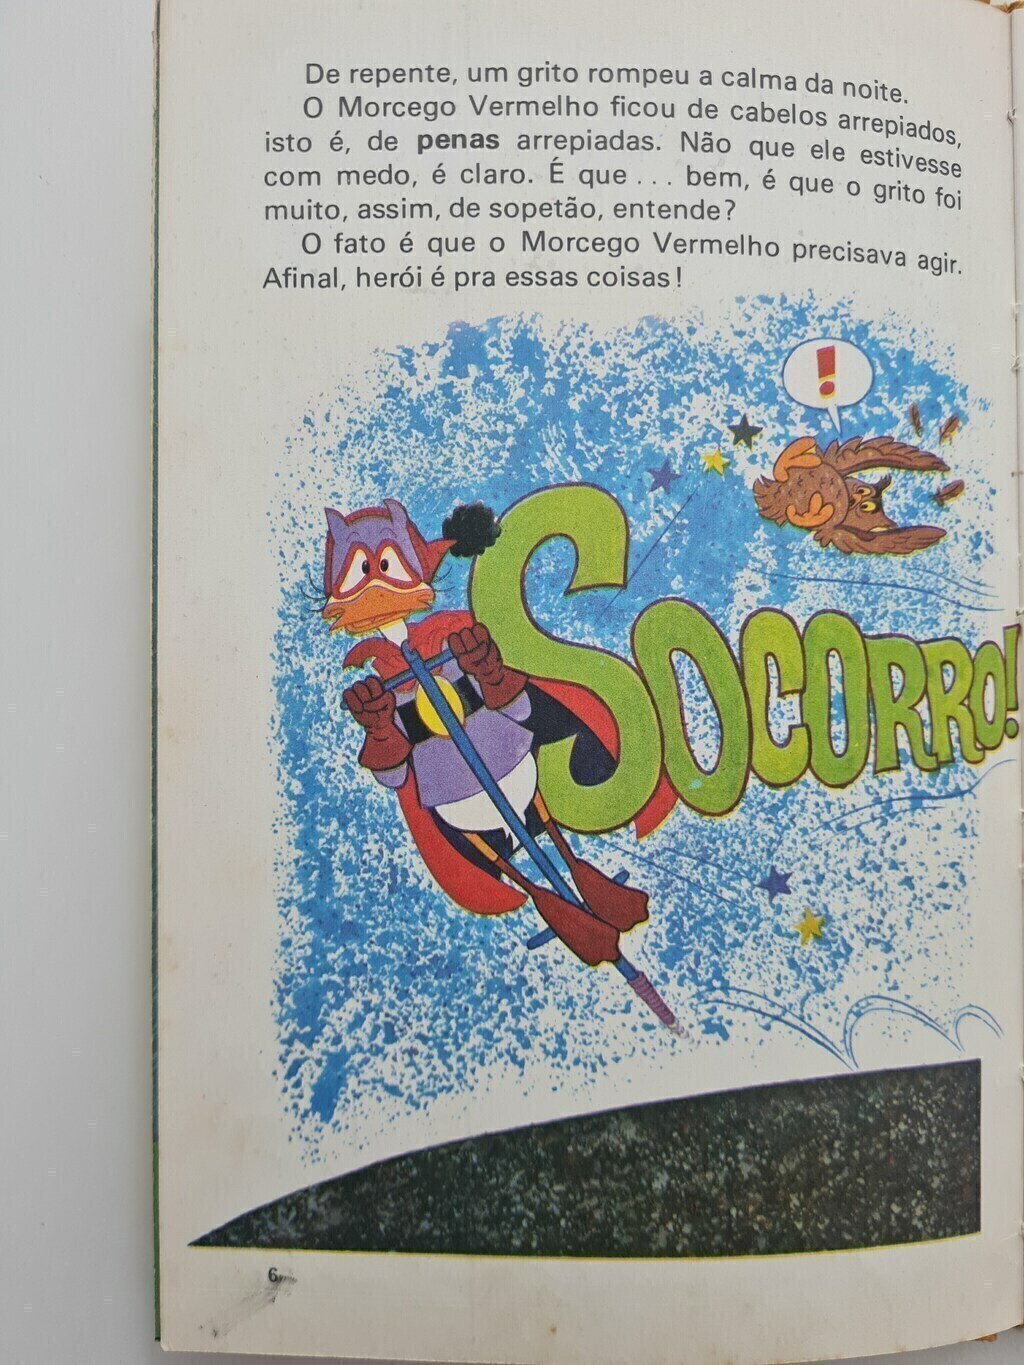 De repente, um grito rompeu a calma da noite.
O Morcego Vermelho ficou de cabelos arrepiados,
isto é, de penas arrepiadas. Não que ele estivesse
com medo, é claro. É que ... bem, é que o grito foi
muito, assim, de sopetão, entende?
O fato é que o Morcego Vermelho precisava agir.
Afinal, herói é pra essas coisas!
!
SOCORRO!
6